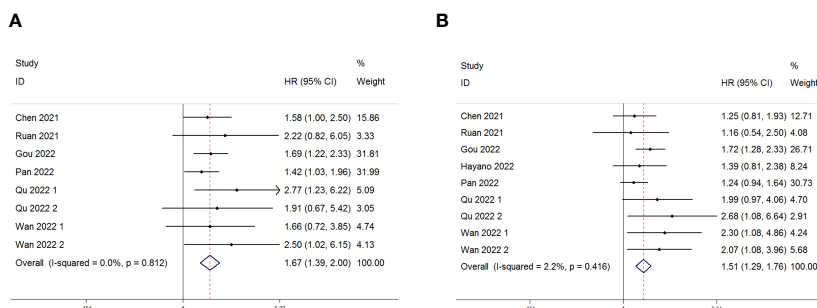 A
Study %
ID HR (95% CI) Weight
Chen 2021 1.58 (1.00, 2.50) 15.86
Ruan 2021 2.22 (0.82, 6.05) 3.33
Gou 2022 1.69 (1.22, 2.33) 31.81
Pan 2022 1.42 (1.03, 1.96) 31.99
Qu 2022 1 2.77 (1.23, 6.22) 5.09
Qu 2022 2 1.91 (0.67, 5.42) 3.05
Wan 2022 1 1.66 (0.72, 3.85) 4.74
Wan 2022 2 2.50 (1.02, 6.15) 4.13
Overall (I-squared = 0.0%, p = 0.812) 1.67 (1.39, 2.00) 100.00
B
Study %
ID HR (95% CI) Weight
Chen 2021 1.25 (0.81, 1.93) 12.71
Ruan 2021 1.16 (0.54, 2.50) 4.08
Gou 2022 1.72 (1.28, 2.33) 26.71
Hayano 2022 1.39 (0.81, 2.38) 8.24
Pan 2022 1.24 (0.94, 1.64) 30.73
Qu 2022 1 1.99 (0.97, 4.06) 4.70
Qu 2022 2 2.68 (1.08, 6.64) 2.91
Wan 2022 1 2.30 (1.08, 4.86) 4.24
Wan 2022 2 2.07 (1.08, 3.96) 5.68
Overall (I-squared = 2.2%, p = 0.416) 1.51 (1.29, 1.76) 100.00